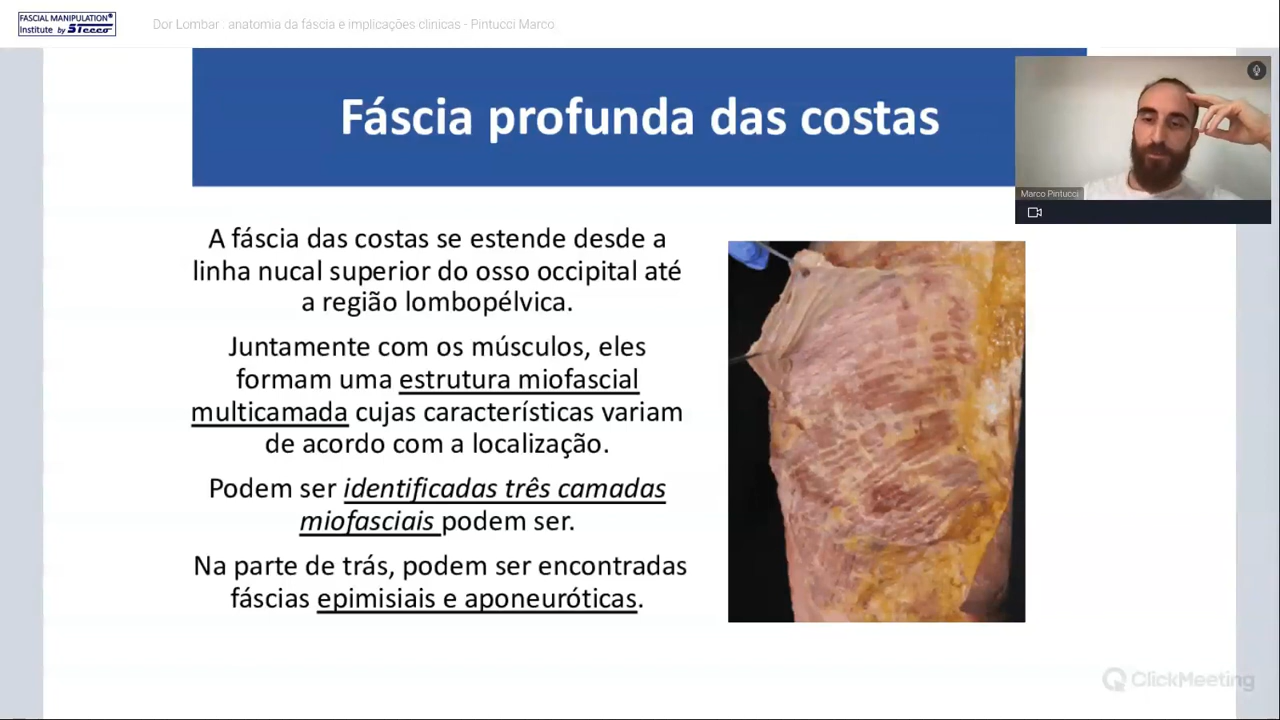 FASCIAL MANIPULATION®
Institute by Stecco
Dor Lombar : anatomia da fáscia e implicações clinicas - Pintucci Marco
Fáscia profunda das costas
Marco Pintucci
A fáscia das costas se estende desde a
linha nucal superior do osso occipital até
a região lombopélvica.
Juntamente com os músculos, eles
formam uma estrutura miofascial
multicamada cujas características variam
de acordo com a localização.
Podem ser identificadas três camadas
miofasciais podem ser.
Na parte de trás, podem ser encontradas
fáscias epimisiais e aponeuróticas.
ClickMeeting